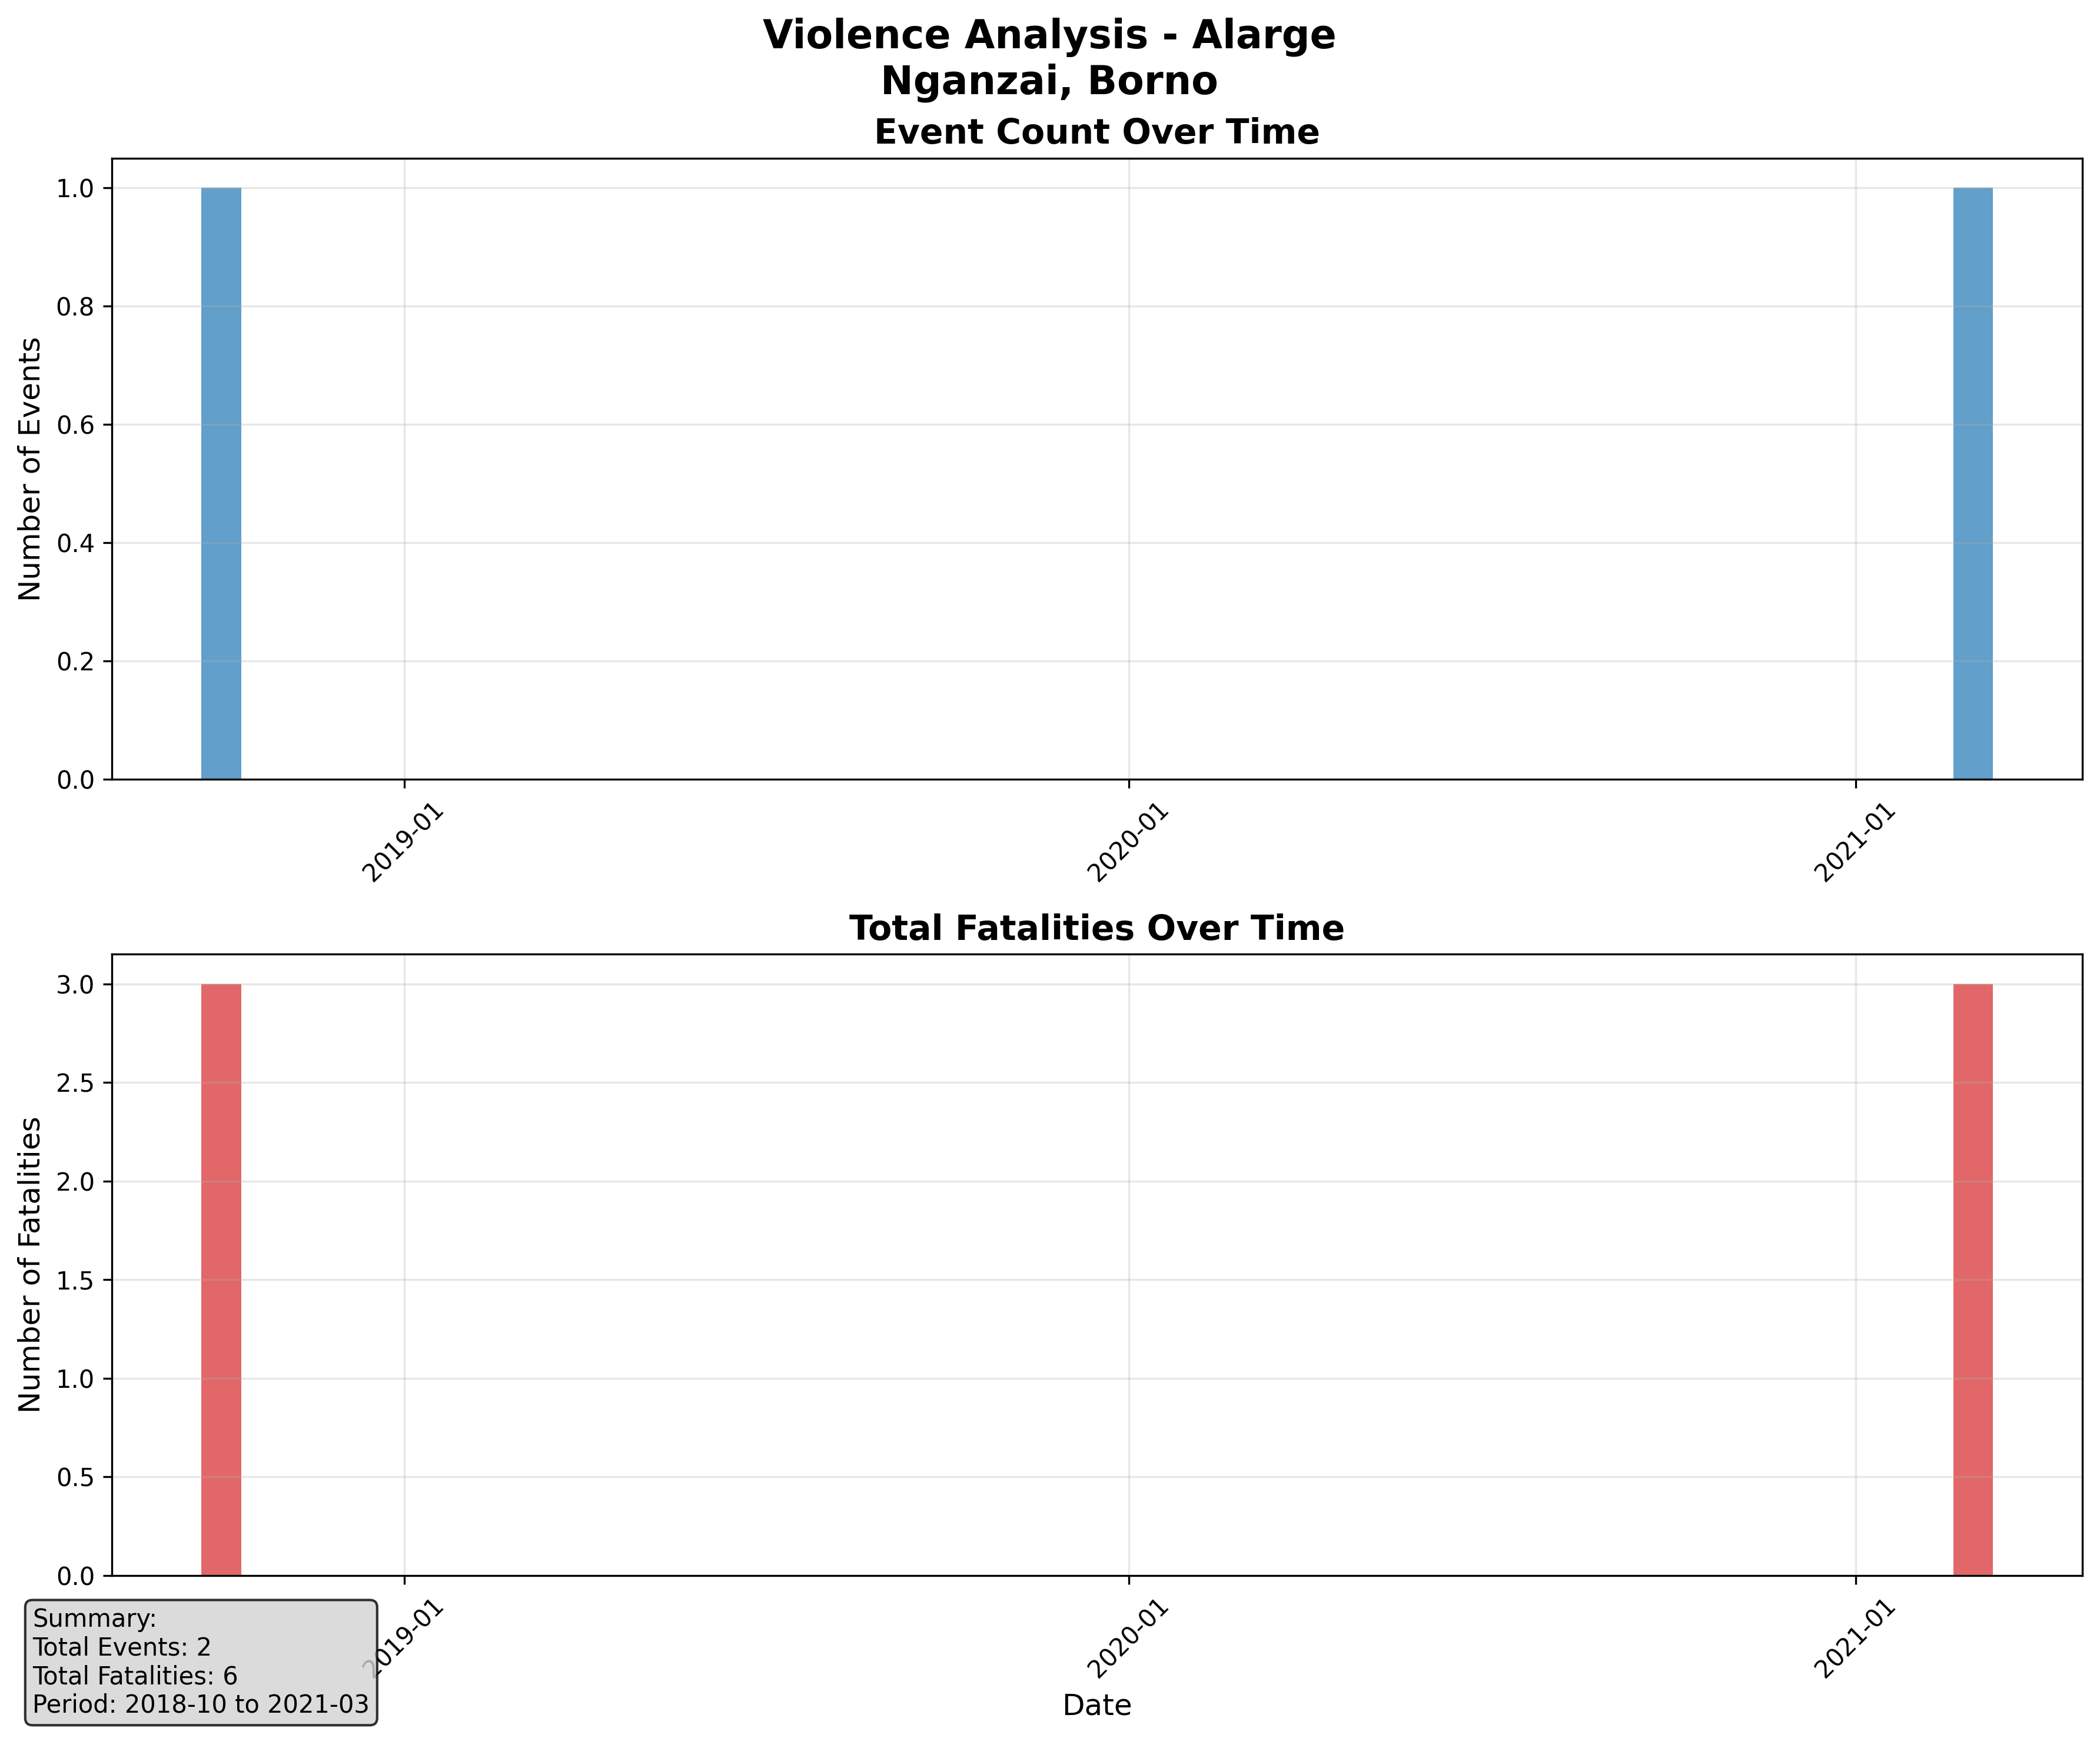 Violence Analysis - Alarge
Nganzai, Borno
Event Count Over Time
Number of Events
1.0
0.8
0.6
0.4
0.2
0.0
2019-01
2020-01
2021-01
Total Fatalities Over Time
Number of Fatalities
3.0
2.5
2.0
1.5
1.0
0.5
0.0
2019-01
2020-01
2021-01
Date
Summary:
Total Events: 2
Total Fatalities: 6
Period: 2018-10 to 2021-03